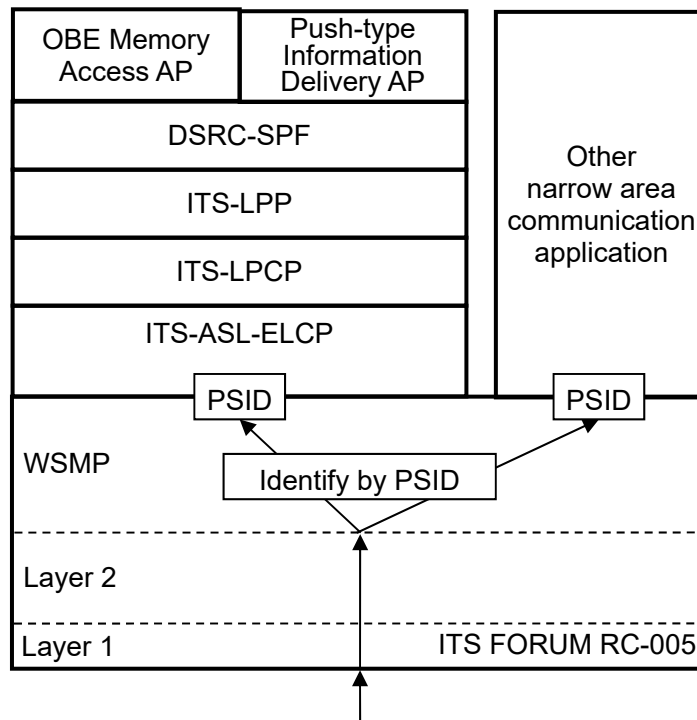 OBE Memory
Access AP
Push-type
Information
Delivery AP
DSRC-SPF
ITS-LPP
ITS-LPCP
ITS-ASL-ELCP
Other
narrow area
communication
application
PSID
PSID
WSMP
Identify by PSID
Layer 2
Layer 1
ITS FORUM RC-005